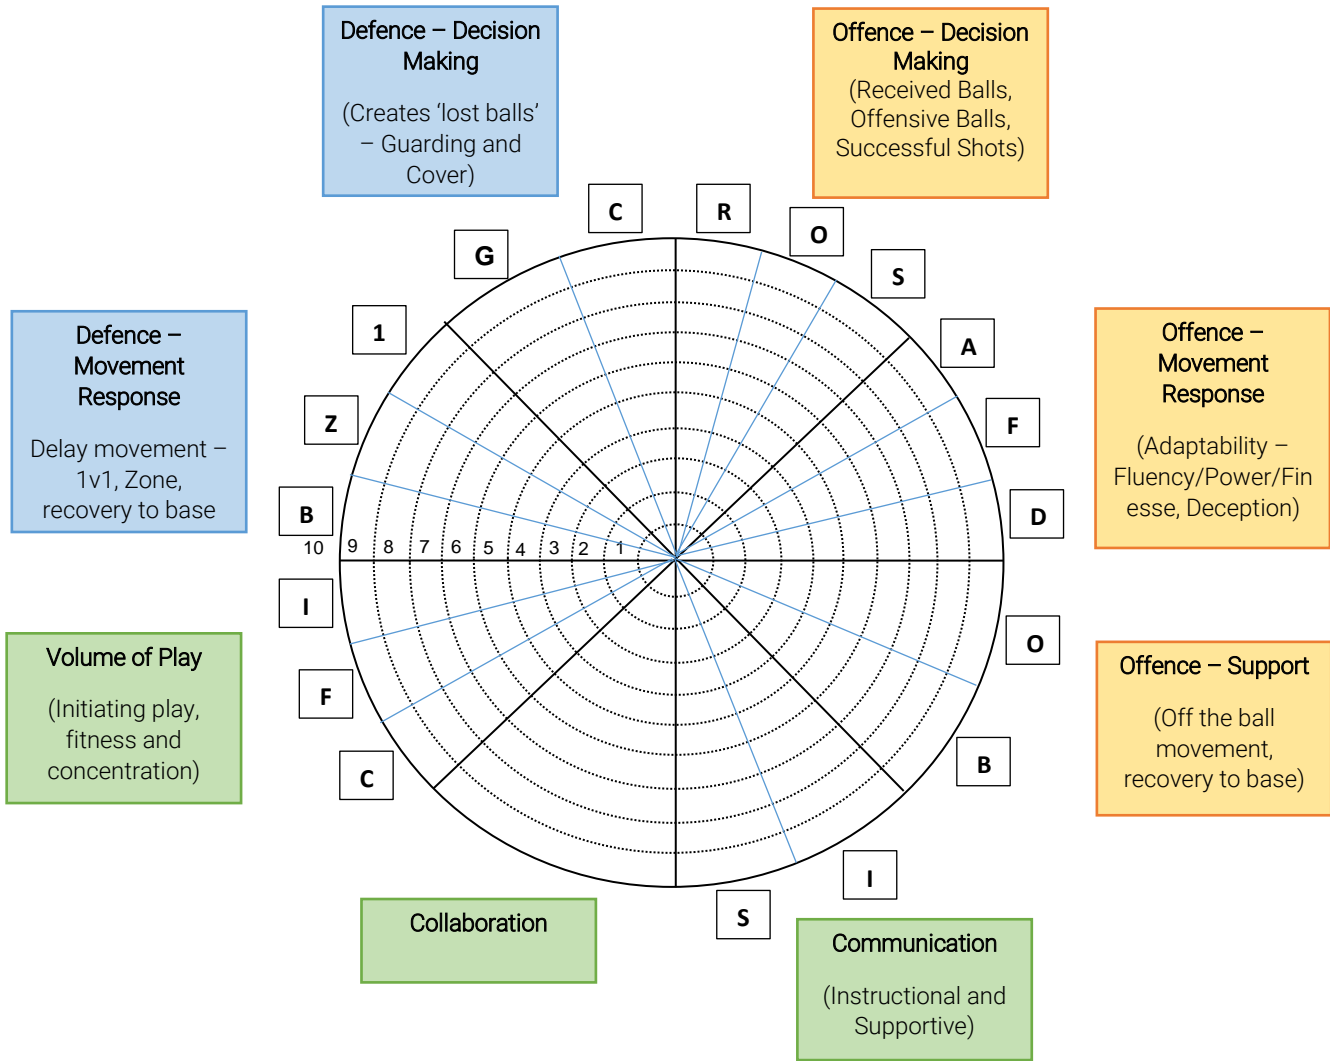 Defence – Decision
Making
(Creates ‘lost balls’
– Guarding and
Cover)
Offence – Decision
Making
(Received Balls,
Offensive Balls,
Successful Shots)
C
R
O
G
S
1
A
Z
F
B
D
Defence –
Movement
Response
Delay movement –
1v1, Zone,
recovery to base
Offence –
Movement
Response
(Adaptability –
Fluency/Power/Fin
esse, Deception)
10 9 8 7 6 5 4 3 2 1
I
O
F
B
C
I
S
Volume of Play
(Initiating play,
fitness and
concentration)
Offence – Support
(Off the ball
movement,
recovery to base)
Collaboration
Communication
(Instructional and
Supportive)